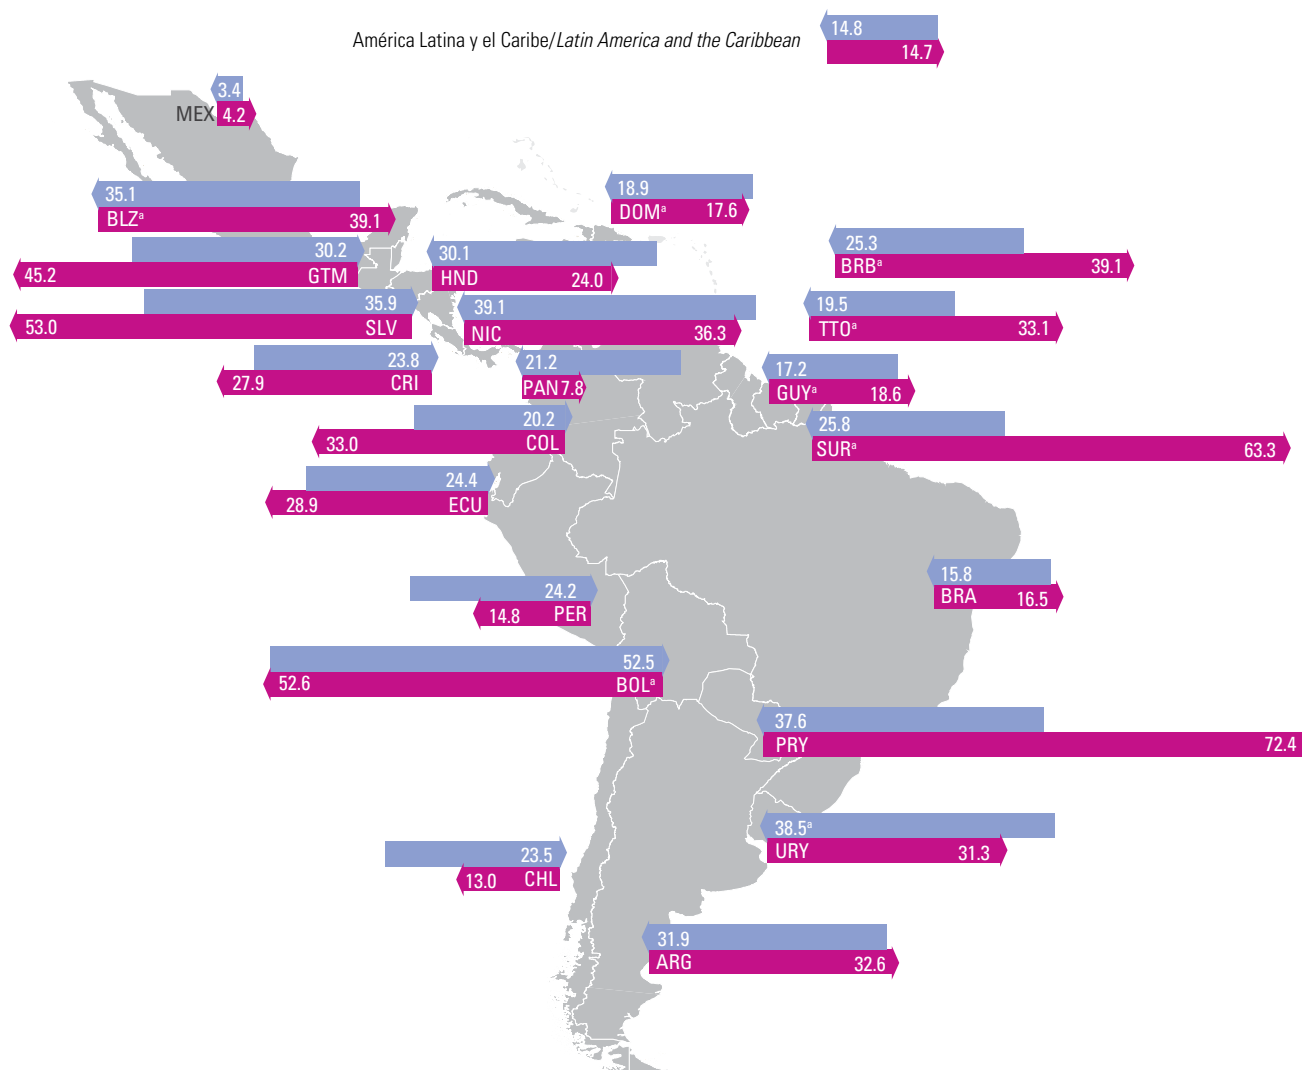 América Latina y el Caribe/Latin America and the Caribbean
14.8
14.7
3.4
MEX 4.2
35.1
BLZᵃ 39.1
18.9
DOMᵃ 17.6
30.2
45.2 GTM
30.1
HND 24.0
25.3
BRBᵃ 39.1
35.9
53.0 SLV
39.1
NIC 36.3
19.5
TTOᵃ 33.1
23.8
27.9 CRI
21.2
PAN 7.8
17.2
GUYᵃ 18.6
20.2
33.0 COL
25.8
SURᵃ 63.3
24.4
28.9 ECU
15.8
BRA 16.5
24.2
14.8 PER
52.5
52.6 BOLᵃ
37.6
PRY 72.4
38.5ᵃ
URY 31.3
23.5
13.0 CHL
31.9
ARG 32.6